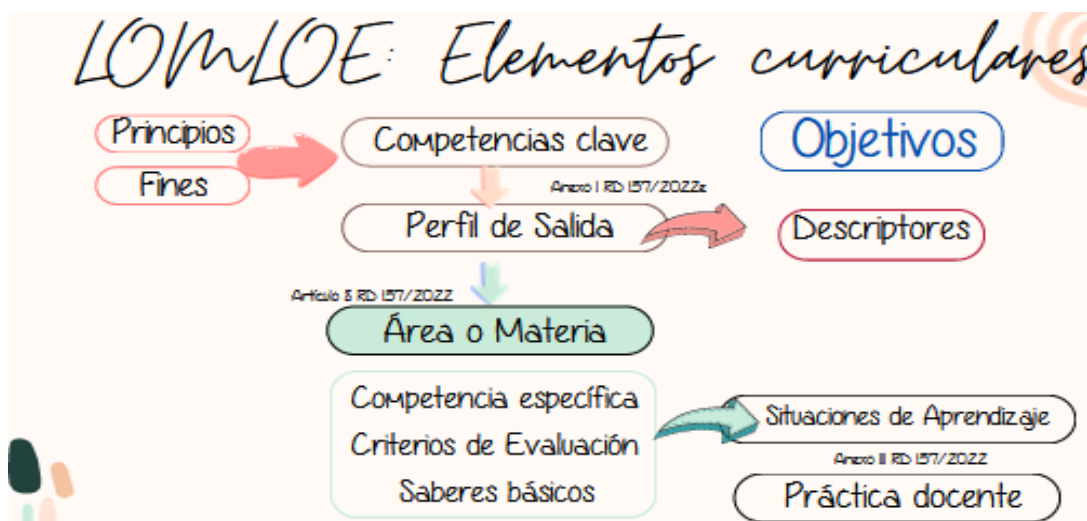 LOMLOE: Elementos curriculares
Principios
Fines
Competencias clave
Objetivos
Anexo I RD 157/2022e
Perfil de Salida
Descriptores
Artículo 8 RD 157/2022
Área o Materia
Competencia específica
Criterios de Evaluación
Saberes básicos
Situaciones de Aprendizaje
Anexo III RD 157/2022
Práctica docente